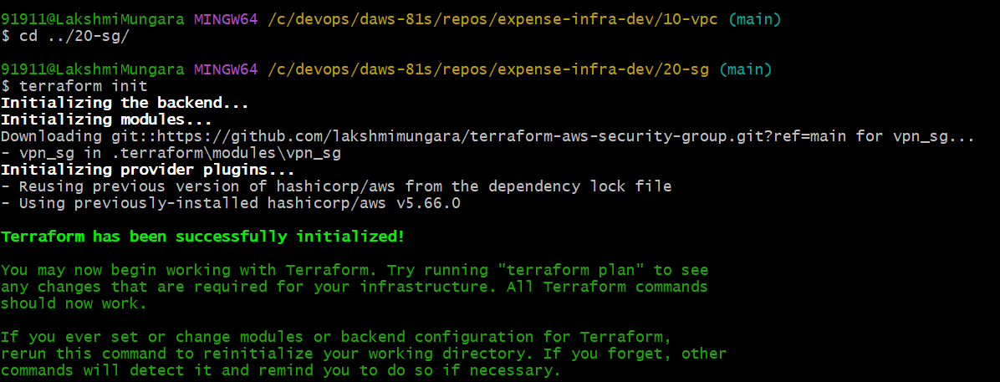 91911@LakshmiMungara MINGW64 /c/devops/daws-81s/repos/expense-infra-dev/10-vpc (main)
$ cd ../20-sg/
91911@LakshmiMungara MINGW64 /c/devops/daws-81s/repos/expense-infra-dev/20-sg (main)
$ terraform init
Initializing the backend...
Initializing modules...
Downloading git::https://github.com/lakshmimungara/terraform-aws-security-group.git?ref=main for vpn_sg...
- vpn_sg in .terraform\modules\vpn_sg
Initializing provider plugins...
- Reusing previous version of hashicorp/aws from the dependency lock file
- Using previously-installed hashicorp/aws v5.66.0
Terraform has been successfully initialized!
You may now begin working with Terraform. Try running "terraform plan" to see
any changes that are required for your infrastructure. All Terraform commands
should now work.
If you ever set or change modules or backend configuration for Terraform,
rerun this command to reinitialize your working directory. If you forget, other
commands will detect it and remind you to do so if necessary.